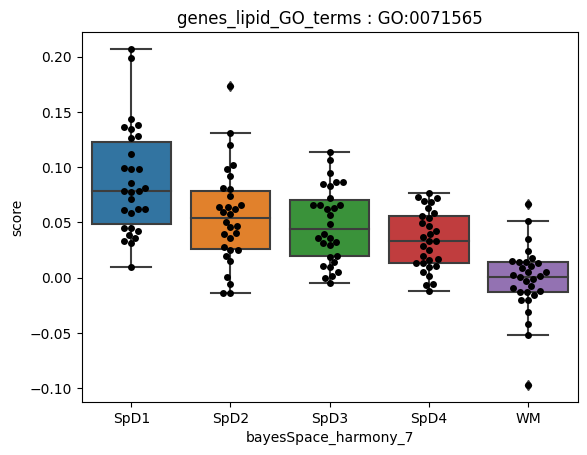 genes_lipid_GO_terms : GO:0071565
score
0.20
0.15
0.10
0.05
0.00
−0.05
−0.10
SpD1 SpD2 SpD3 SpD4 WM
bayesSpace_harmony_7